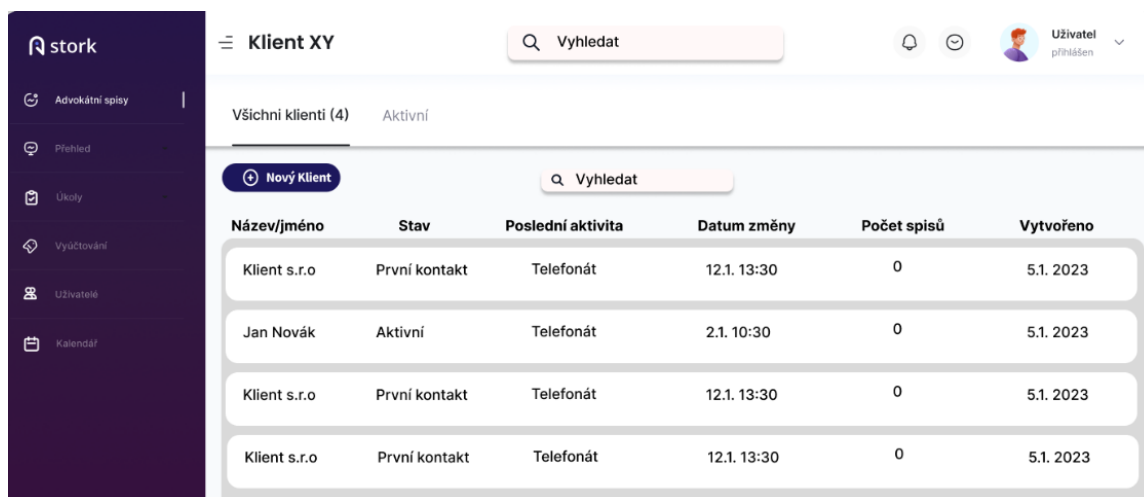 stork
Klient XY
Vyhledat
Uživatel
přihlášen
Advokátní spisy
Přehled
Úkoly
Vyúčtování
Uživatelé
Kalendář
Všichni klienti (4) Aktivní
Nový Klient
Vyhledat
Název/jméno Stav Poslední aktivita Datum změny Počet spisů Vytvořeno
Klient s.r.o První kontakt Telefonát 12.1. 13:30 0 5.1. 2023
Jan Novák Aktivní Telefonát 2.1. 10:30 0 5.1. 2023
Klient s.r.o První kontakt Telefonát 12.1. 13:30 0 5.1. 2023
Klient s.r.o První kontakt Telefonát 12.1. 13:30 0 5.1. 2023